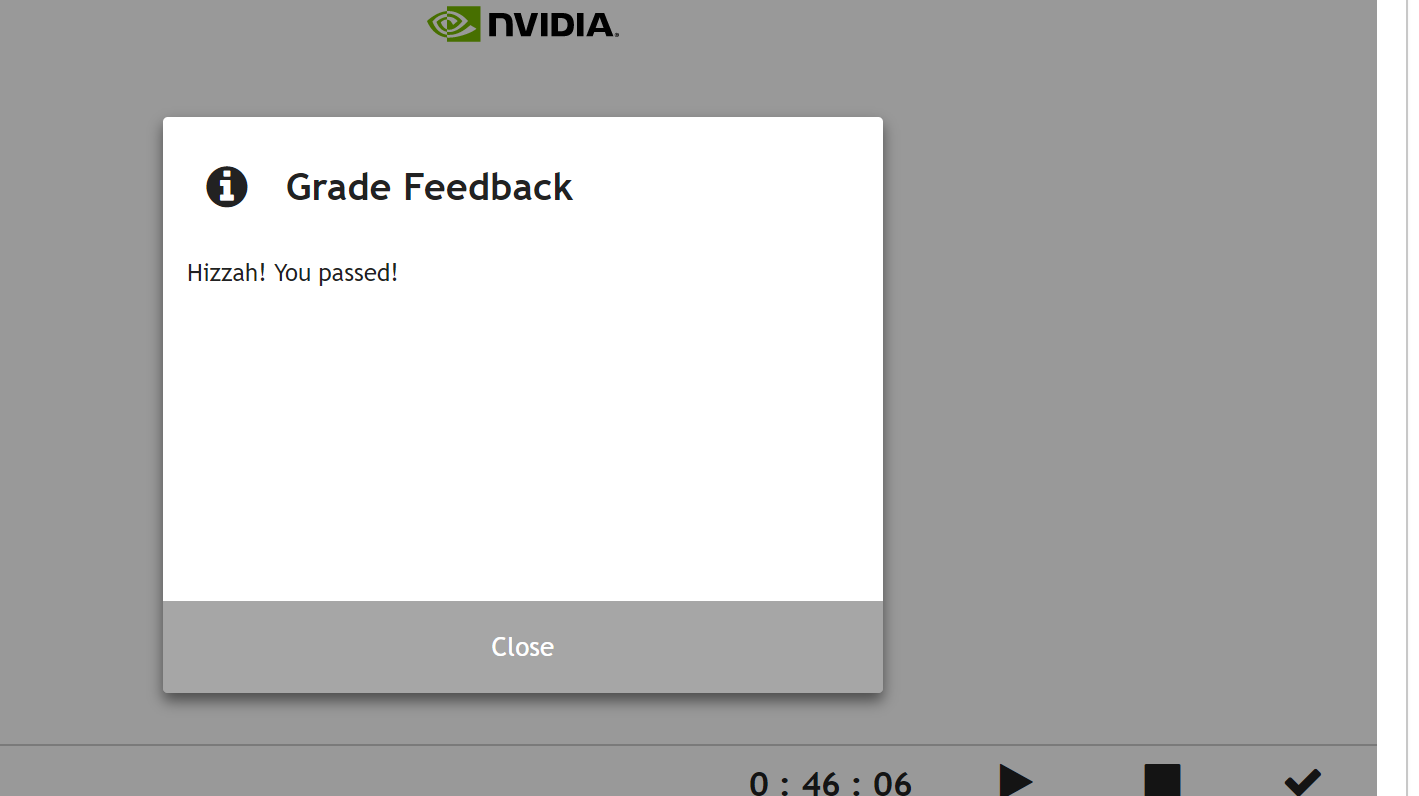 NVIDIA.
Grade Feedback
Hizzah! You passed!
Close
0 : 46 : 06